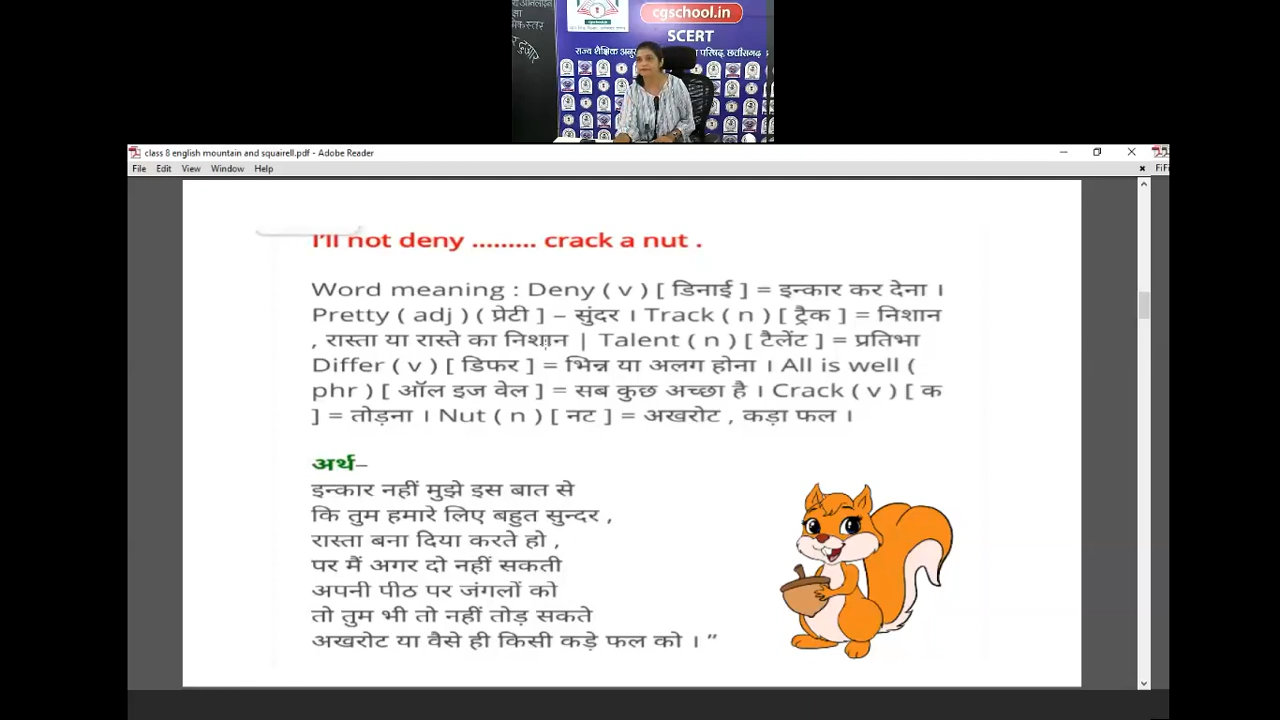 cgschool.in
SCERT
class 8 english mountain and squairell.pdf - Adobe Reader
File Edit View Window Help
I'll not deny ......... crack a nut .
Word meaning : Deny ( v ) [ डिनाई ] = इन्कार कर देना ।
Pretty ( adj ) ( प्रेटी ] – सुंदर । Track ( n ) [ ट्रैक ] = निशान
, रास्ता या रास्ते का निशान | Talent ( n ) [ टैलेंट ] = प्रतिभा
Differ ( v ) [ डिफर ] = भिन्न या अलग होना । All is well (
phr ) [ ऑल इज वेल ] = सब कुछ अच्छा है । Crack ( v ) [ क
] = तोड़ना । Nut ( n ) [ नट ] = अखरोट , कड़ा फल ।
अर्थ–
इन्कार नहीं मुझे इस बात से
कि तुम हमारे लिए बहुत सुन्दर ,
रास्ता बना दिया करते हो ,
पर मैं अगर दो नहीं सकती
अपनी पीठ पर जंगलों को
तो तुम भी तो नहीं तोड़ सकते
अखरोट या वैसे ही किसी कड़े फल को । ”